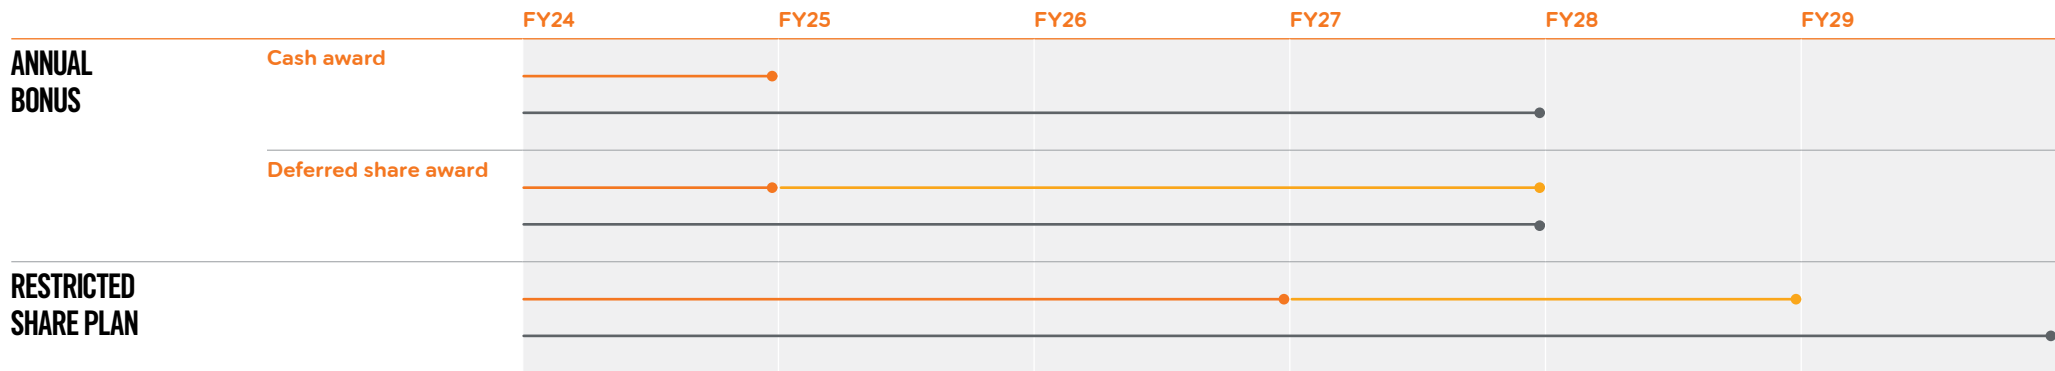 FY24 FY25 FY26 FY27 FY28 FY29
ANNUAL
BONUS
Cash award
Deferred share award
RESTRICTED
SHARE PLAN